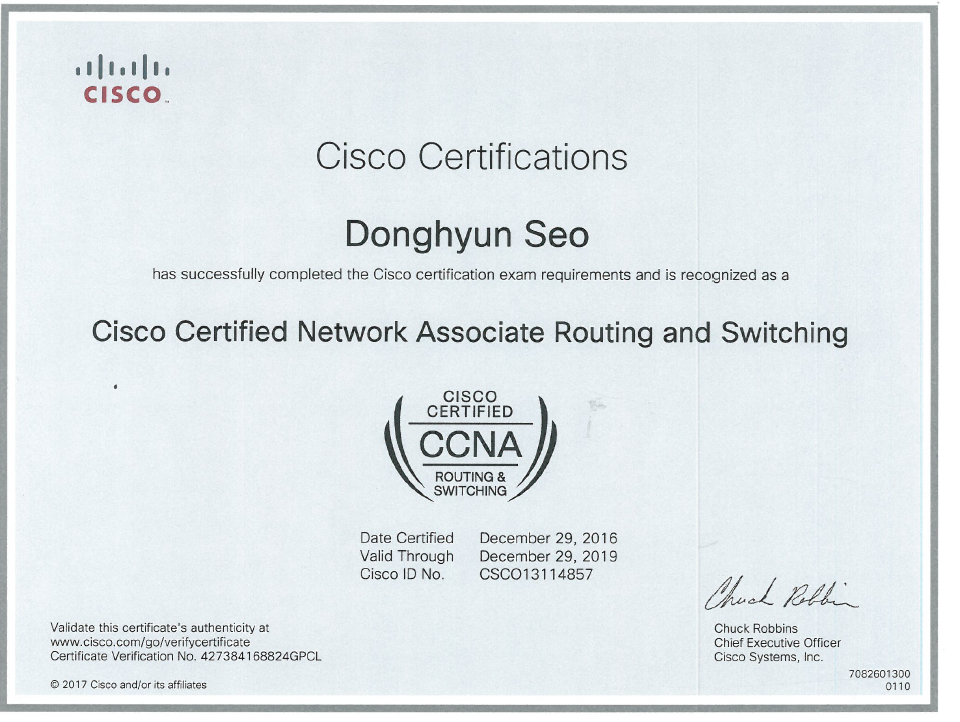 CISCO
Cisco Certifications
Donghyun Seo
has successfully completed the Cisco certification exam requirements and is recognized as a
Cisco Certified Network Associate Routing and Switching
CISCO
CERTIFIED
CCNA
ROUTING &
SWITCHING
Date Certified December 29, 2016
Valid Through December 29, 2019
Cisco ID No. CSCO13114857
Chuck Robbins
Chuck Robbins
Chief Executive Officer
Cisco Systems, Inc.
Validate this certificate's authenticity at
www.cisco.com/go/verifycertificate
Certificate Verification No. 427384168824GPCL
© 2017 Cisco and/or its affiliates
7082601300
0110